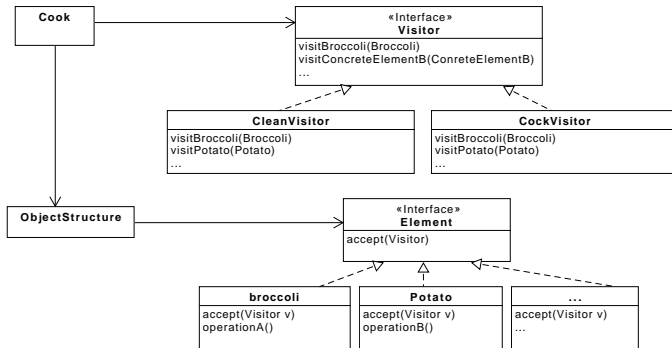 Cook
«Interface»
Visitor
visitBroccoli(Broccoli)
visitConcreteElementB(ConreteElementB)
...
CleanVisitor
visitBroccoli(Broccoli)
visitPotato(Potato)
...
CockVisitor
visitBroccoli(Broccoli)
visitPotato(Potato)
...
ObjectStructure
«Interface»
Element
accept(Visitor)
broccoli
accept(Visitor v)
operationA()
Potato
accept(Visitor v)
operationB()
...
accept(Visitor v)
...